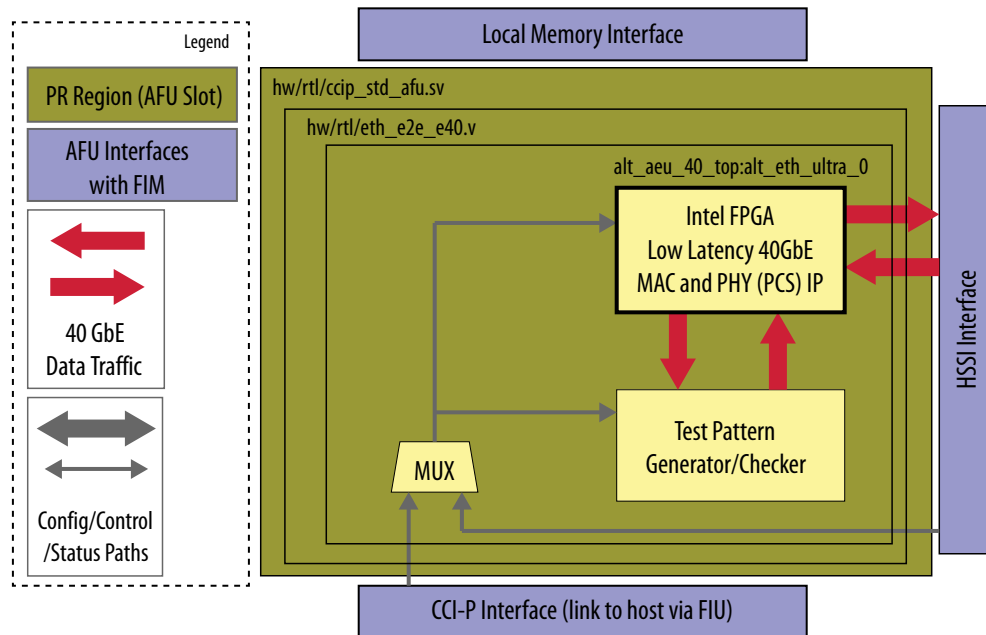 Legend
PR Region (AFU Slot)
AFU Interfaces
with FIM
40 GbE
Data Traffic
Config/Control
/Status Paths
Local Memory Interface
hw/rtl/ccip_std_afu.sv
hw/rtl/eth_e2e_e40.v
alt_aeu_40_top:alt_eth_ultra_0
Intel FPGA
Low Latency 40GbE
MAC and PHY (PCS) IP
Test Pattern
Generator/Checker
MUX
HSSI Interface
CCI-P Interface (link to host via FIU)